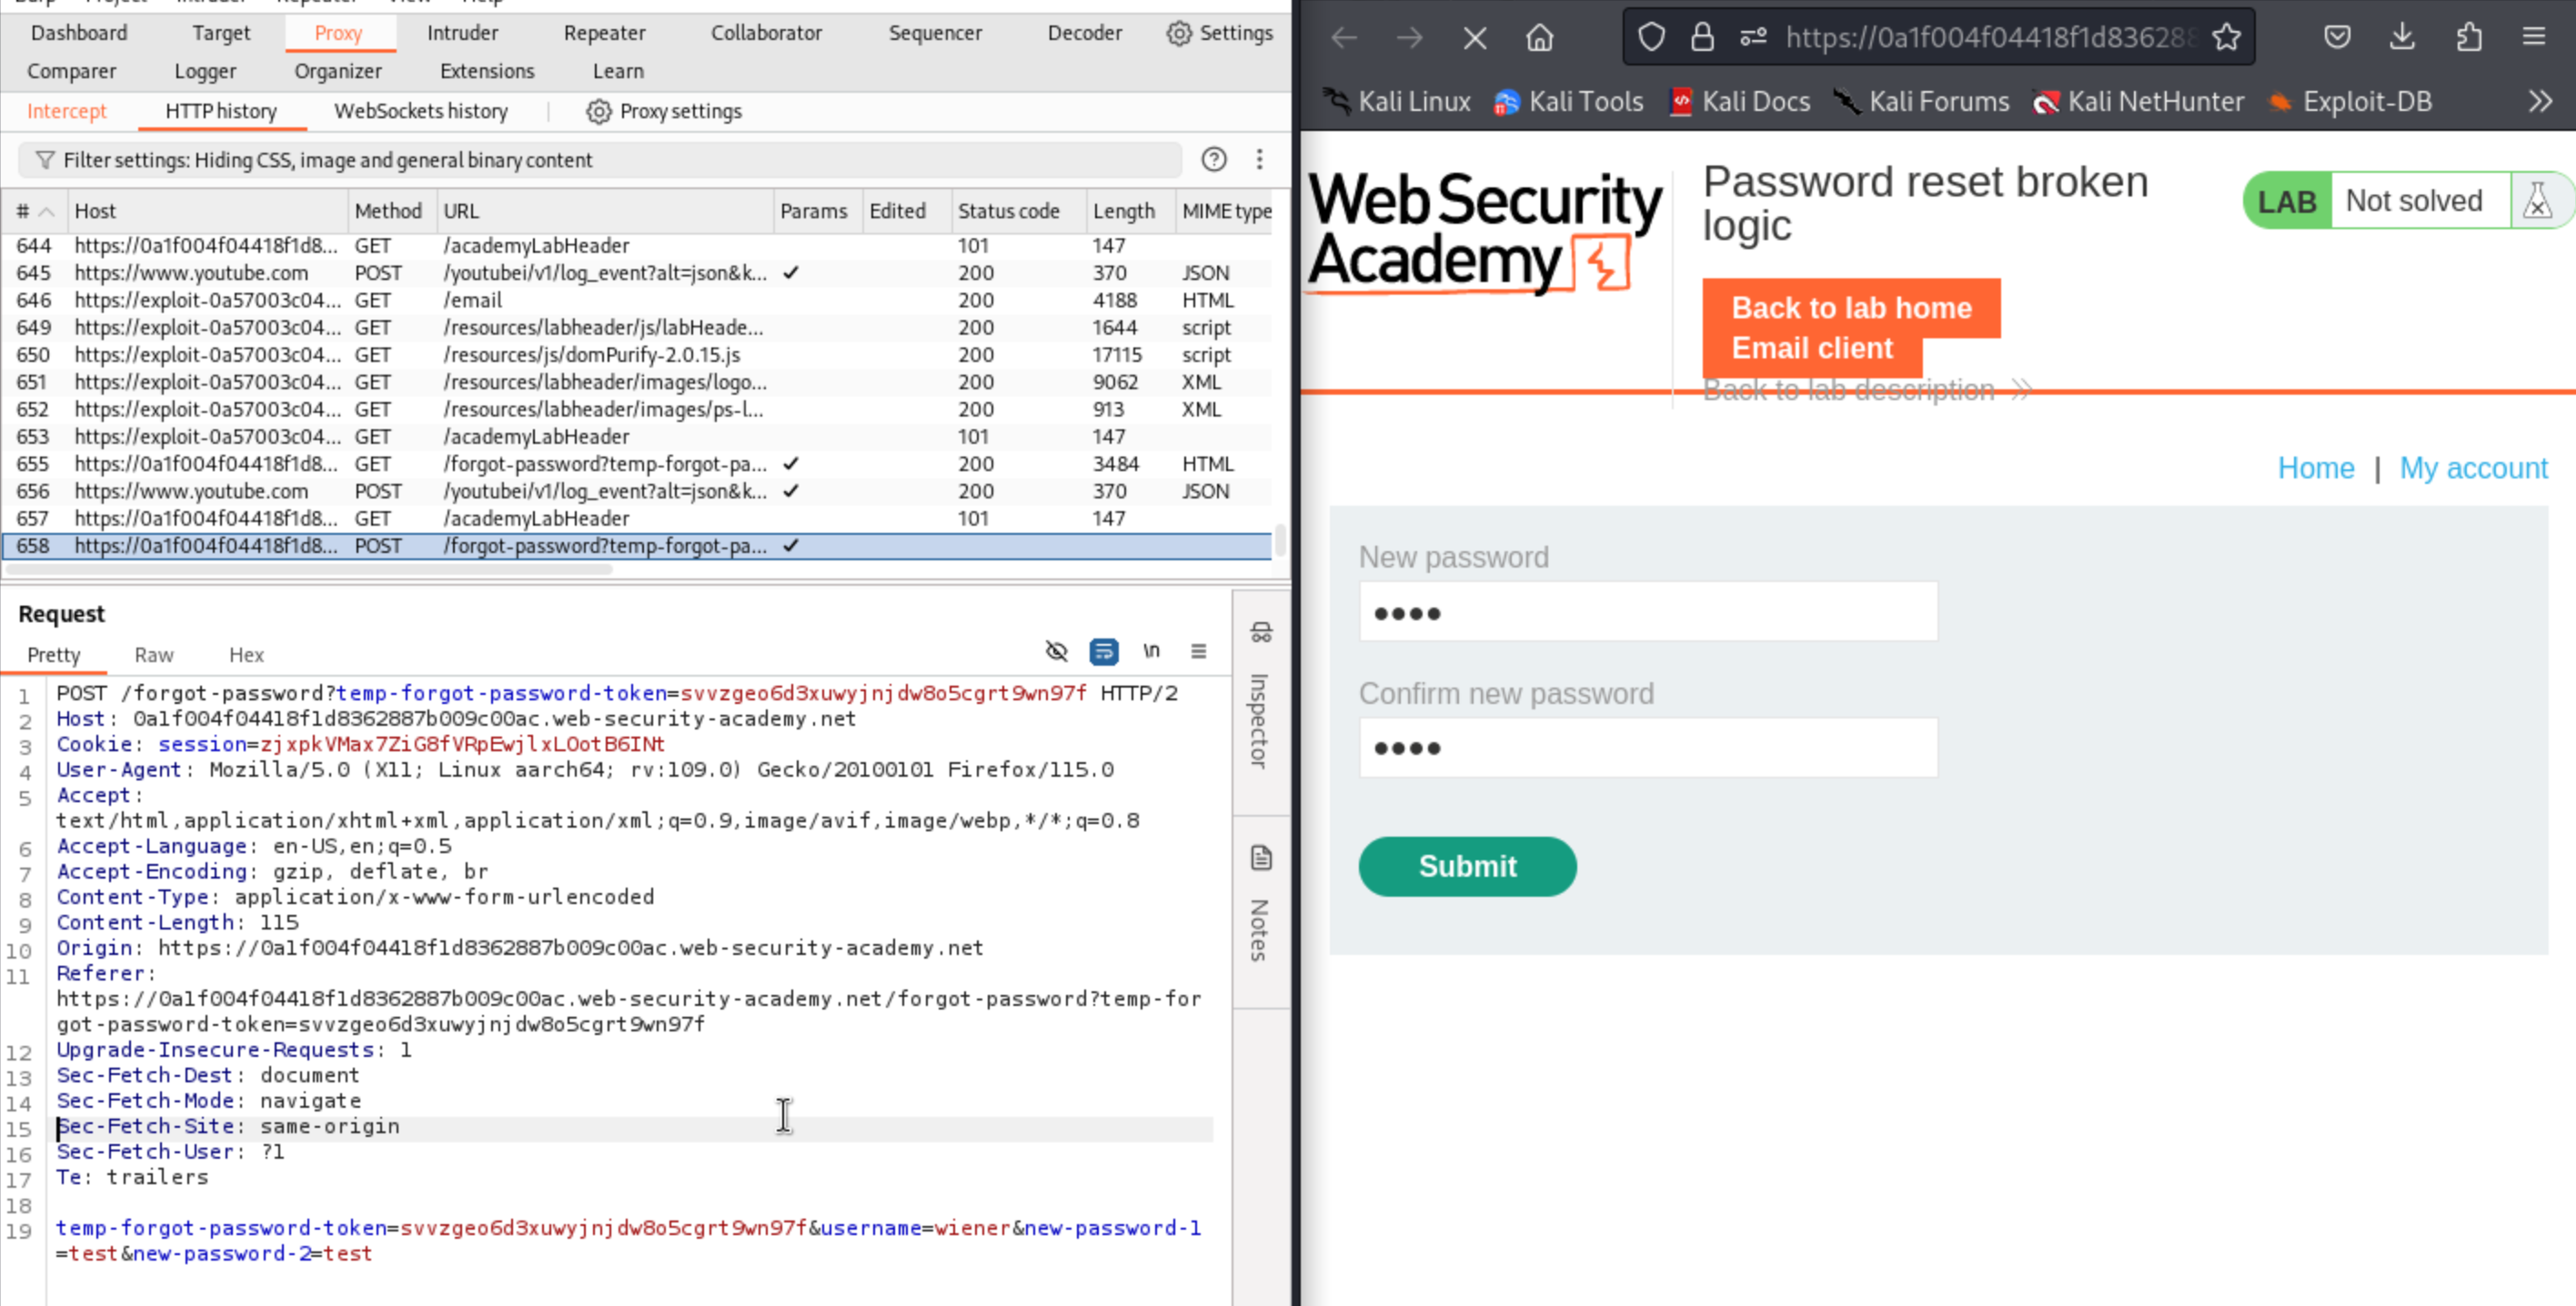 Dashboard Target Proxy Intruder Repeater Collaborator Sequencer Decoder Settings
Comparer Logger Organizer Extensions Learn
Intercept HTTP history WebSockets history Proxy settings
Filter settings: Hiding CSS, image and general binary content
# Host Method URL Params Edited Status code Length MIME type
644 https://0a1f004f04418f1d8... GET /academyLabHeader 101 147
645 https://www.youtube.com POST /youtubei/v1/log_event?alt=json&k... ✓ 200 370 JSON
646 https://exploit-0a57003c04... GET /email 200 4188 HTML
649 https://exploit-0a57003c04... GET /resources/labheader/js/labHeade... 200 1644 script
650 https://exploit-0a57003c04... GET /resources/js/domPurify-2.0.15.js 200 17115 script
651 https://exploit-0a57003c04... GET /resources/labheader/images/logo... 200 9062 XML
652 https://exploit-0a57003c04... GET /resources/labheader/images/ps-l... 200 913 XML
653 https://exploit-0a57003c04... GET /academyLabHeader 101 147
655 https://0a1f004f04418f1d8... GET /forgot-password?temp-forgot-pa... ✓ 200 3484 HTML
656 https://www.youtube.com POST /youtubei/v1/log_event?alt=json&k... ✓ 200 370 JSON
657 https://0a1f004f04418f1d8... GET /academyLabHeader 101 147
658 https://0a1f004f04418f1d8... POST /forgot-password?temp-forgot-pa... ✓
Request
Pretty Raw Hex
\n
1 POST /forgot-password?temp-forgot-password-token=svvzgeo6d3xuwyjnjdw8o5cgrt9wn97f HTTP/2
2 Host: 0a1f004f04418f1d8362887b009c00ac.web-security-academy.net
3 Cookie: session=zjxpkVMax7ZiG8fVRpEwjlxLOotB6INt
4 User-Agent: Mozilla/5.0 (X11; Linux aarch64; rv:109.0) Gecko/20100101 Firefox/115.0
5 Accept:
text/html,application/xhtml+xml,application/xml;q=0.9,image/avif,image/webp,*/*;q=0.8
6 Accept-Language: en-US,en;q=0.5
7 Accept-Encoding: gzip, deflate, br
8 Content-Type: application/x-www-form-urlencoded
9 Content-Length: 115
10 Origin: https://0a1f004f04418f1d8362887b009c00ac.web-security-academy.net
11 Referer:
https://0a1f004f04418f1d8362887b009c00ac.web-security-academy.net/forgot-password?temp-for
got-password-token=svvzgeo6d3xuwyjnjdw8o5cgrt9wn97f
12 Upgrade-Insecure-Requests: 1
13 Sec-Fetch-Dest: document
14 Sec-Fetch-Mode: navigate
15 Sec-Fetch-Site: same-origin
16 Sec-Fetch-User: ?1
17 Te: trailers
18
19 temp-forgot-password-token=svvzgeo6d3xuwyjnjdw8o5cgrt9wn97f&username=wiener&new-password-1
=test&new-password-2=test
Inspector
Notes
https://0a1f004f04418f1d836288
Kali Linux Kali Tools Kali Docs Kali Forums Kali NetHunter Exploit-DB
Web Security
Academy
Password reset broken
logic
LAB Not solved
Back to lab home
Email client
Back to lab description
Home | My account
New password
••••
Confirm new password
••••
Submit